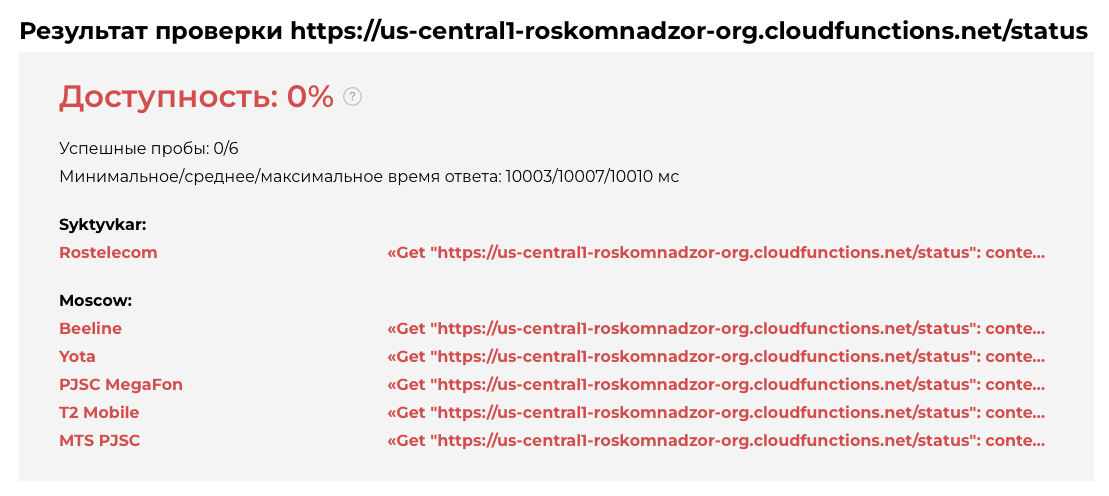 Результат проверки https://us-central1-roskomnadzor-org.cloudfunctions.net/status
Доступность: 0% ?
Успешные пробы: 0/6
Минимальное/среднее/максимальное время ответа: 10003/10007/10010 мс
Syktyvkar:
Rostelecom «Get "https://us-central1-roskomnadzor-org.cloudfunctions.net/status": conte...
Moscow:
Beeline «Get "https://us-central1-roskomnadzor-org.cloudfunctions.net/status": conte...
Yota «Get "https://us-central1-roskomnadzor-org.cloudfunctions.net/status": conte...
PJSC MegaFon «Get "https://us-central1-roskomnadzor-org.cloudfunctions.net/status": conte...
T2 Mobile «Get "https://us-central1-roskomnadzor-org.cloudfunctions.net/status": conte...
MTS PJSC «Get "https://us-central1-roskomnadzor-org.cloudfunctions.net/status": conte...